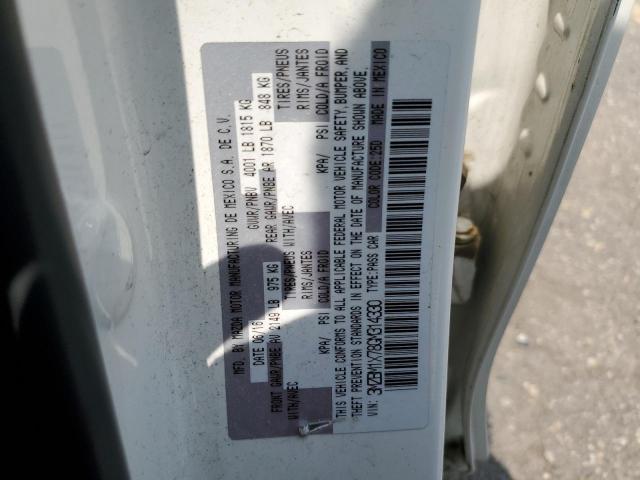 MFD. BY MAZDA MOTOR MANUFACTURING DE MEXICO S.A. DE C.V.
DATE 06/16 GVWR/PNBV 4001 LB 1815 KG
FRONT GAWR/PNBE AV 2149 LB 975 KG REAR GAWR/PNBE AR 1870 LB 848 KG
WITH/AVEC TIRES/PNEUS WITH/AVEC TIRES/PNEUS
RIMS/JANTES RIMS/JANTES
KPA/ PSI COLD/A FROID KPA/ PSI COLD/A FROID
THIS VEHICLE CONFORMS TO ALL APPLICABLE FEDERAL MOTOR VEHICLE SAFETY, BUMPER, AND
THEFT PREVENTION STANDARDS IN EFFECT ON THE DATE OF MANUFACTURE SHOWN ABOVE.
VIN: 3MZBM1X78GM314330 TYPE:PASS CAR COLOR CODE:25D MADE IN MEXICO